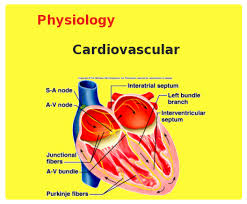 Physiology
Cardiovascular
S-A node
A-V node
Interatrial septum
Left bundle
branch
Interventricular
septum
Junctional
fibers
A-V bundle
Purkinje fibers